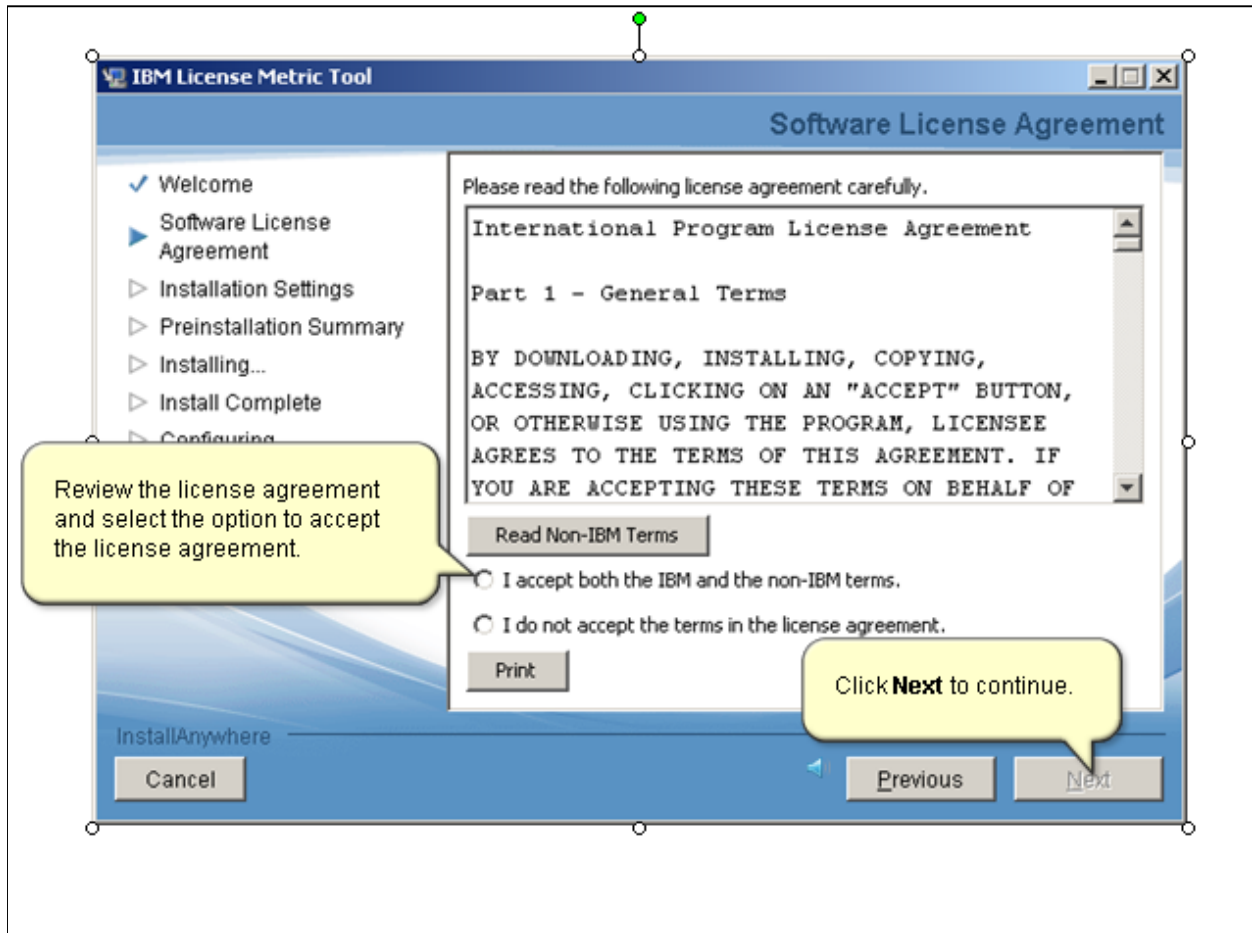 IBM License Metric Tool
Software License Agreement
Welcome
Software License
Agreement
Installation Settings
Preinstallation Summary
Installing...
Install Complete
Configuring
Review the license agreement
and select the option to accept
the license agreement.
Please read the following license agreement carefully.
International Program License Agreement
Part 1 - General Terms
BY DOWNLOADING, INSTALLING, COPYING,
ACCESSING, CLICKING ON AN "ACCEPT" BUTTON,
OR OTHERWISE USING THE PROGRAM, LICENSEE
AGREES TO THE TERMS OF THIS AGREEMENT. IF
YOU ARE ACCEPTING THESE TERMS ON BEHALF OF
Read Non-IBM Terms
I accept both the IBM and the non-IBM terms.
I do not accept the terms in the license agreement.
Print
Click Next to continue.
InstallAnywhere
Cancel
Previous
Next